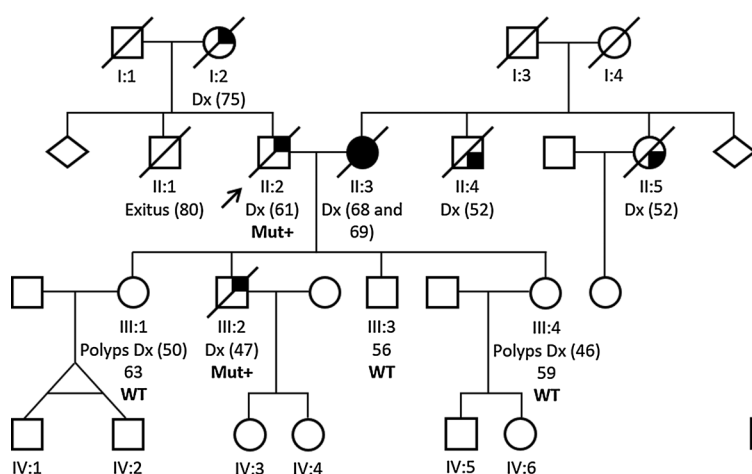 I:1
I:2
Dx (75)
I:3
I:4
II:1
Exitus (80)
II:2
Dx (61)
Mut+
II:3
Dx (68 and
69)
II:4
Dx (52)
II:5
Dx (52)
III:1
Polyps Dx (50)
63
WT
III:2
Dx (47)
Mut+
III:3
56
WT
III:4
Polyps Dx (46)
59
WT
IV:1
IV:2
IV:3
IV:4
IV:5
IV:6